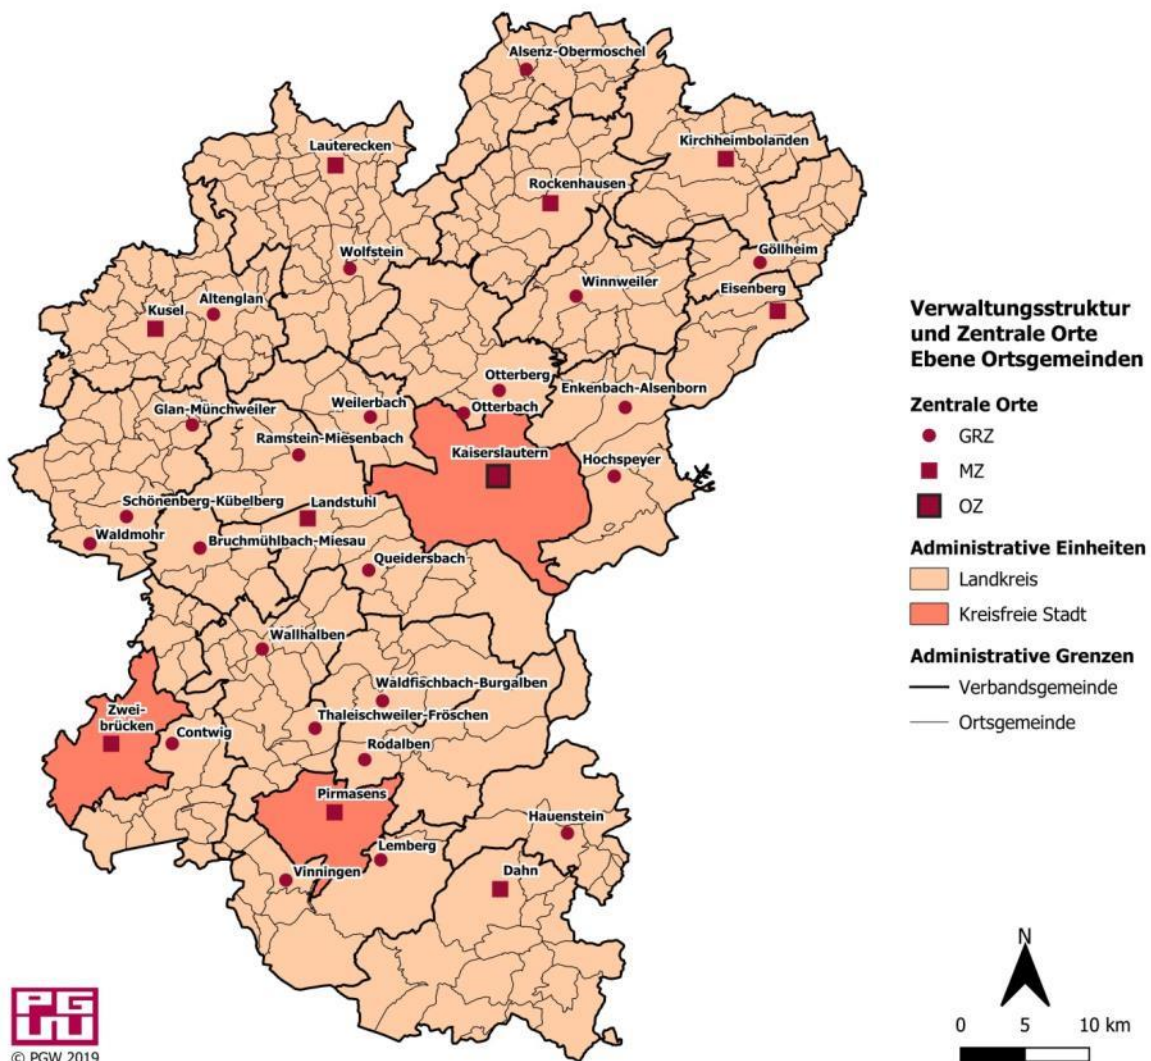 Alsenz-Obermoschel
Kirchheimbolanden
Lauterecken
Rockenhausen
Göllheim
Wolfstein
Winnweiler
Eisenberg
Altenglan
Kusel
Otterberg
Enkenbach-Alsenborn
Weilerbach
Otterbach
Glan-Münchweiler
Ramstein-Miesenbach
Kaiserslautern
Hochspeyer
Schönenberg-Kübelberg
Landstuhl
Waldmohr
Bruchmühlbach-Miesau
Queidersbach
Wallhalben
Waldfischbach-Burgalben
Zwei-
brücken
Thaleischweiler-Fröschen
Contwig
Rodalben
Pirmasens
Hauenstein
Lemberg
Vinningen
Dahn
Verwaltungsstruktur
und Zentrale Orte
Ebene Ortsgemeinden
Zentrale Orte
GRZ
MZ
OZ
Administrative Einheiten
Landkreis
Kreisfreie Stadt
Administrative Grenzen
Verbandsgemeinde
Ortsgemeinde
N
0 5 10 km
PG
W
© PGW 2019